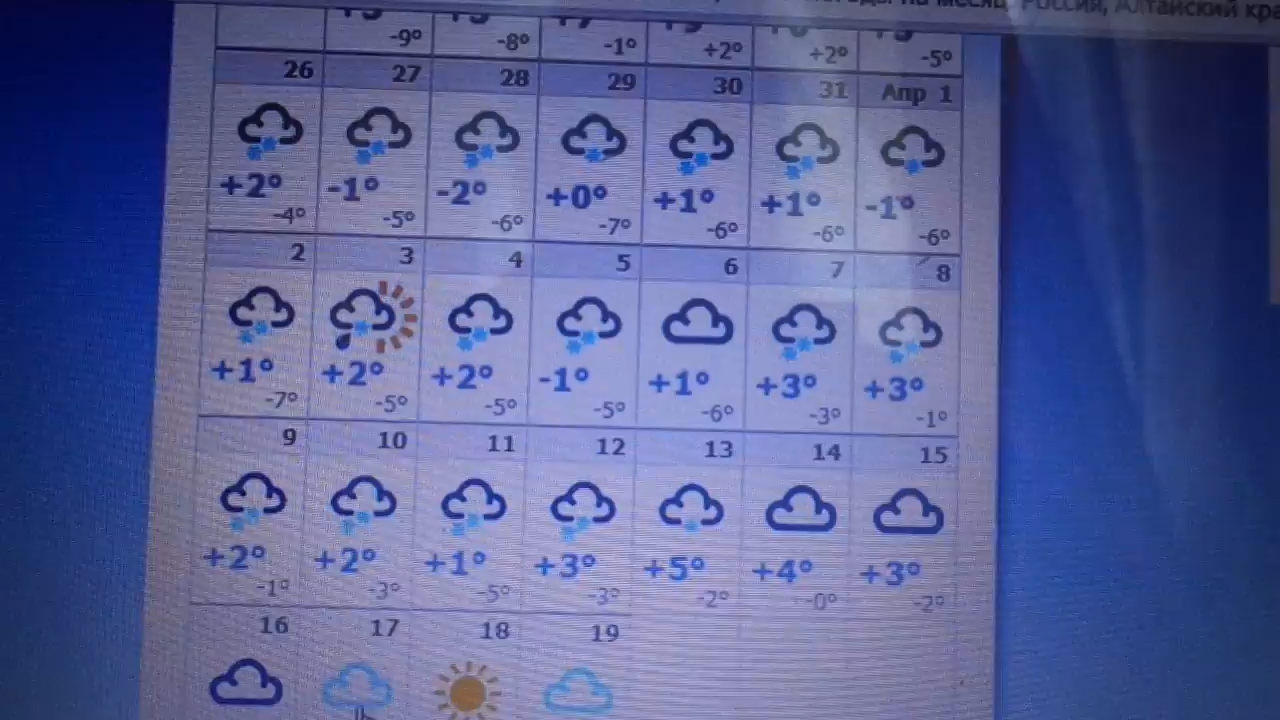 Россия, Алтайский кра
-9° -8° -1° +2° +2° -5°
26 27 28 29 30 31 Апр 1
+2° -1° -2° +0° +1° +1° -1°
-4° -5° -6° -7° -6° -6° -6°
2 3 4 5 6 7 8
+1° +2° +2° -1° +1° +3° +3°
-7° -5° -5° -5° -6° -3° -1°
9 10 11 12 13 14 15
+2° +2° +1° +3° +5° +4° +3°
-1° -3° -5° -3° -2° -0° -2°
16 17 18 19